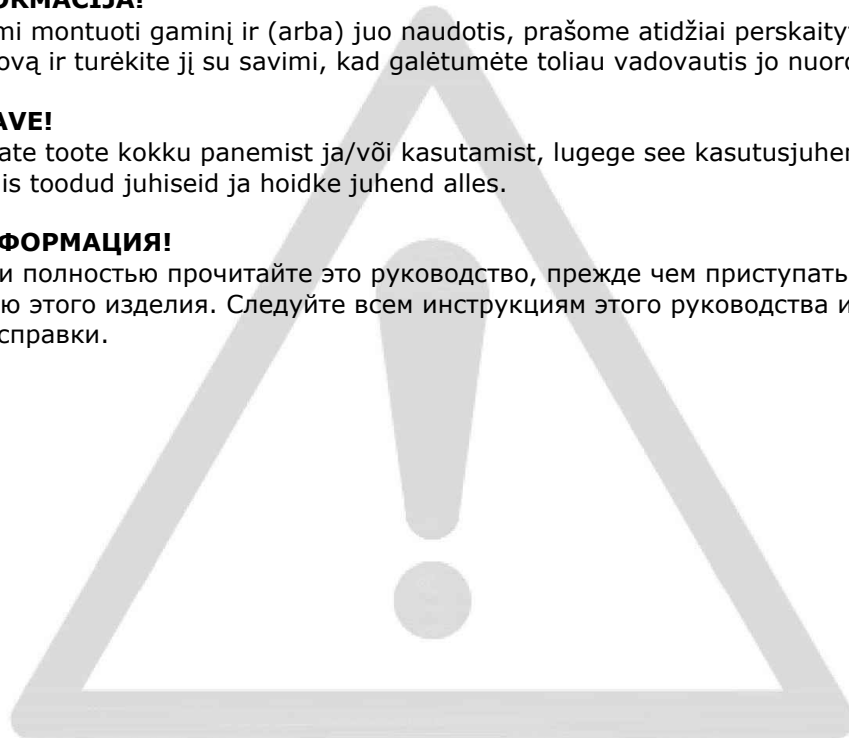 ORMACIJA!
mi montuoti gaminį ir (arba) juo naudotis, prašome atidžiai perskaityt
ovą ir turėkite jį su savimi, kad galėtumėte toliau vadovautis jo nuoro
AVE!
ate toote kokku panemist ja/või kasutamist, lugege see kasutusjuhen
is toodud juhiseid ja hoidke juhend alles.
ФОРМАЦИЯ!
и полностью прочитайте это руководство, прежде чем приступать
ю этого изделия. Следуйте всем инструкциям этого руководства и
справки.